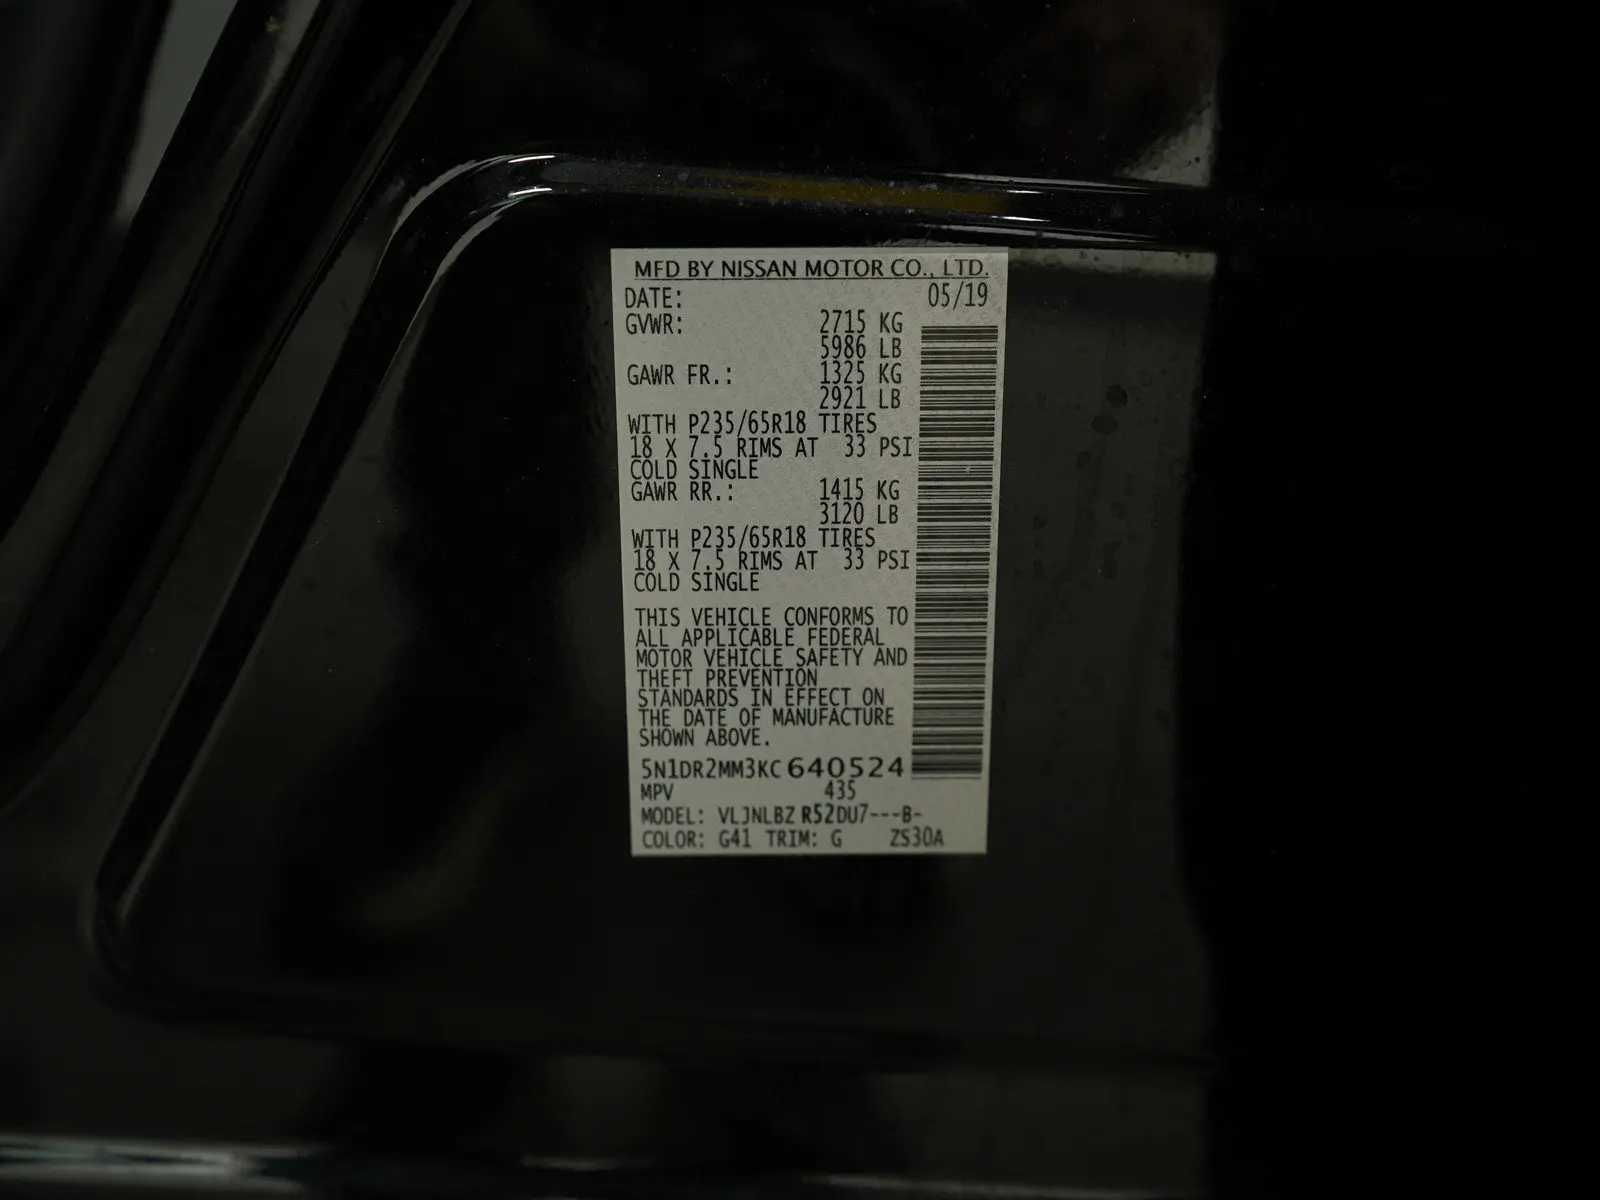 MFD BY NISSAN MOTOR CO., LTD.
DATE: 05/19
GVWR: 2715 KG
5986 LB
GAWR FR.: 1325 KG
2921 LB
WITH P235/65R18 TIRES
18 X 7.5 RIMS AT 33 PSI
COLD SINGLE
GAWR RR.: 1415 KG
3120 LB
WITH P235/65R18 TIRES
18 X 7.5 RIMS AT 33 PSI
COLD SINGLE
THIS VEHICLE CONFORMS TO
ALL APPLICABLE FEDERAL
MOTOR VEHICLE SAFETY AND
THEFT PREVENTION
STANDARDS IN EFFECT ON
THE DATE OF MANUFACTURE
SHOWN ABOVE.
5N1DR2MM3KC640524
MPV 435
MODEL: VLJNLBZ R52DU7---B-
COLOR: G41 TRIM: G ZS30A